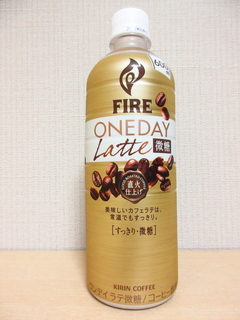 FIRE
ONEDAY
Latte 微糖
直火
仕上げ
美味しいカフェラテは、
常温でもすっきり。
[すっきり・微糖]
KIRIN COFFEE
ワンデイラテ微糖/コーヒー